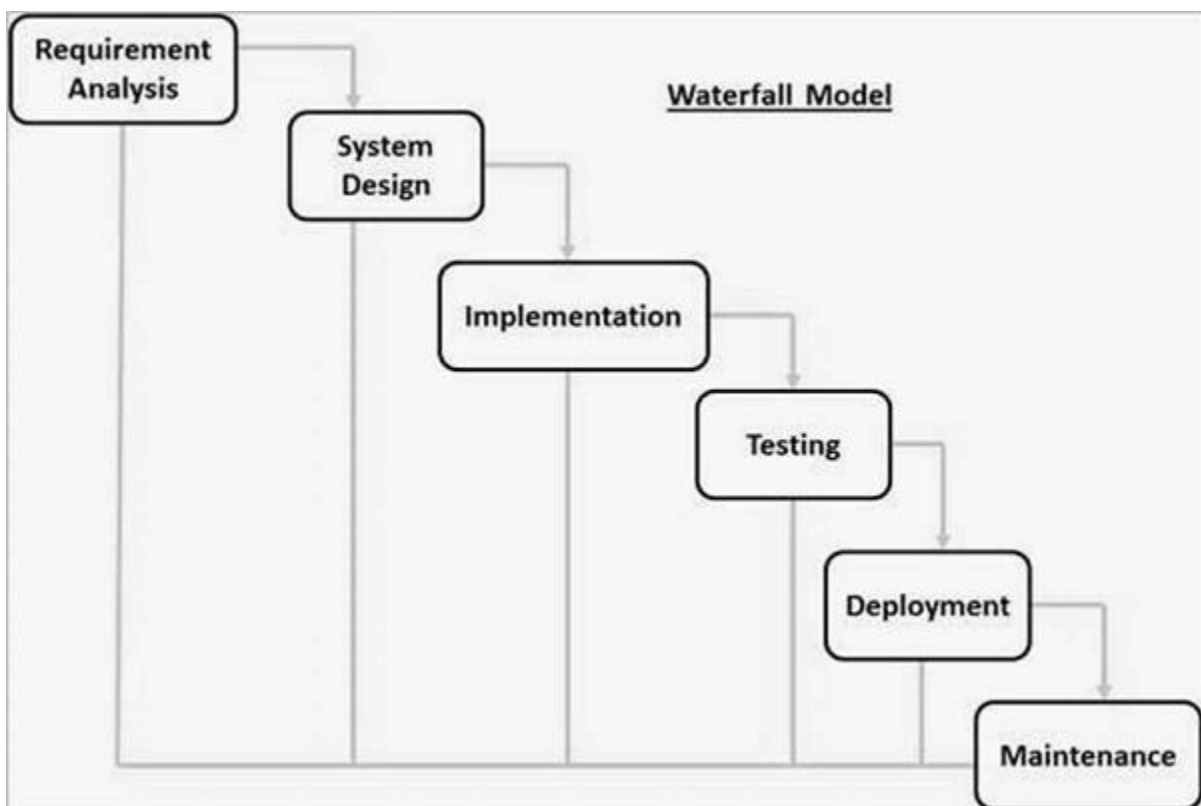 Requirement
Analysis
Waterfall Model
System
Design
Implementation
Testing
Deployment
Maintenance